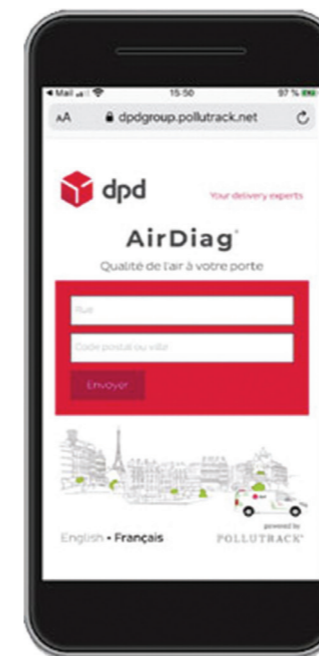 Mail
15:50
97 %
AA
dpdgroup.pollutrack.net
dpd
Your delivery experts
AirDiag
Qualité de l'air à votre porte
Rue
Code postal ou ville
Envoyer
dpd
English • Français
powered by
POLLUTRACK